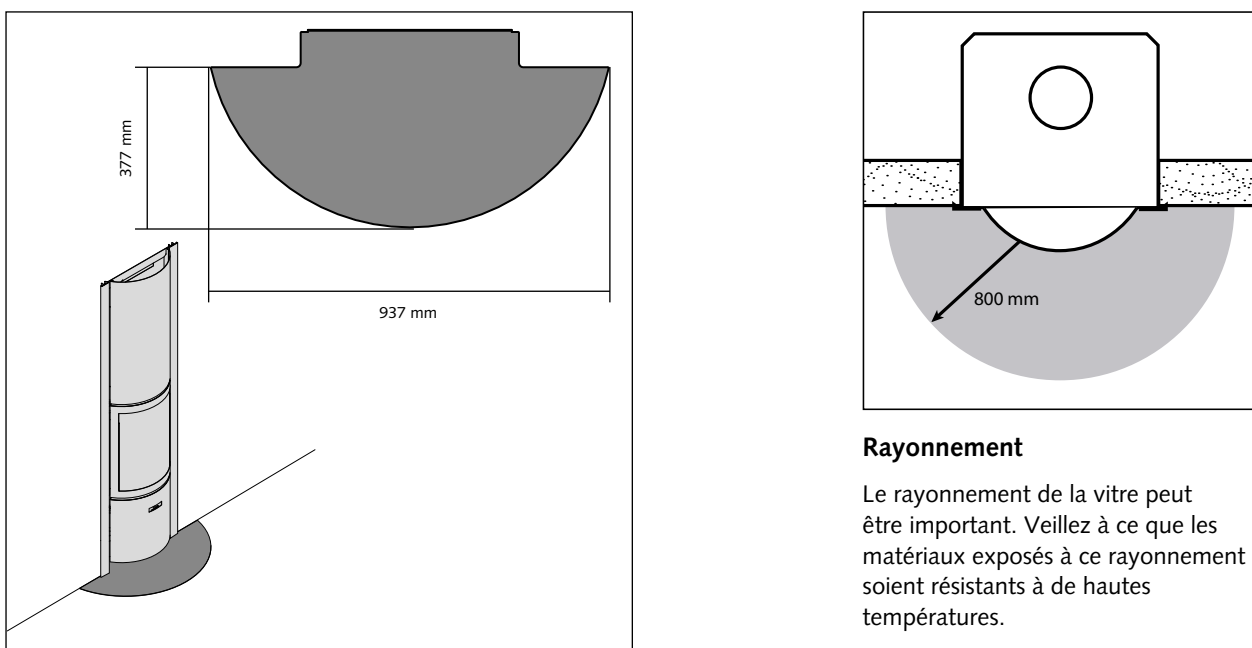 377 mm
937 mm
800 mm
Rayonnement
Le rayonnement de la vitre peut
être important. Veillez à ce que les
matériaux exposés à ce rayonnement
soient résistants à de hautes
températures.